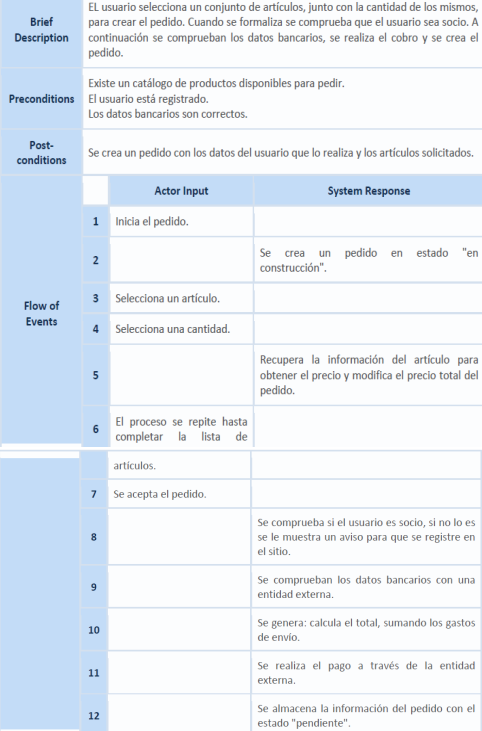 Brief
Description
EL usuario selecciona un conjunto de artículos, junto con la cantidad de los mismos,
para crear el pedido. Cuando se formaliza se comprueba que el usuario sea socio. A
continuación se comprueban los datos bancarios, se realiza el cobro y se crea el
pedido.
Preconditions
Existe un catálogo de productos disponibles para pedir.
El usuario está registrado.
Los datos bancarios son correctos.
Post-
conditions
Se crea un pedido con los datos del usuario que lo realiza y los artículos solicitados.
Flow of
Events
Actor Input
System Response
1
Inicia el pedido.
2
Se crea un pedido en estado "en
construcción".
3
Selecciona un artículo.
4
Selecciona una cantidad.
5
Recupera la información del artículo para
obtener el precio y modifica el precio total del
pedido.
6
El proceso se repite hasta
completar la lista de
artículos.
7
Se acepta el pedido.
8
Se comprueba si el usuario es socio, si no lo es
se le muestra un aviso para que se registre en
el sitio.
9
Se comprueban los datos bancarios con una
entidad externa.
10
Se genera: calcula el total, sumando los gastos
de envío.
11
Se realiza el pago a través de la entidad
externa.
12
Se almacena la información del pedido con el
estado "pendiente".